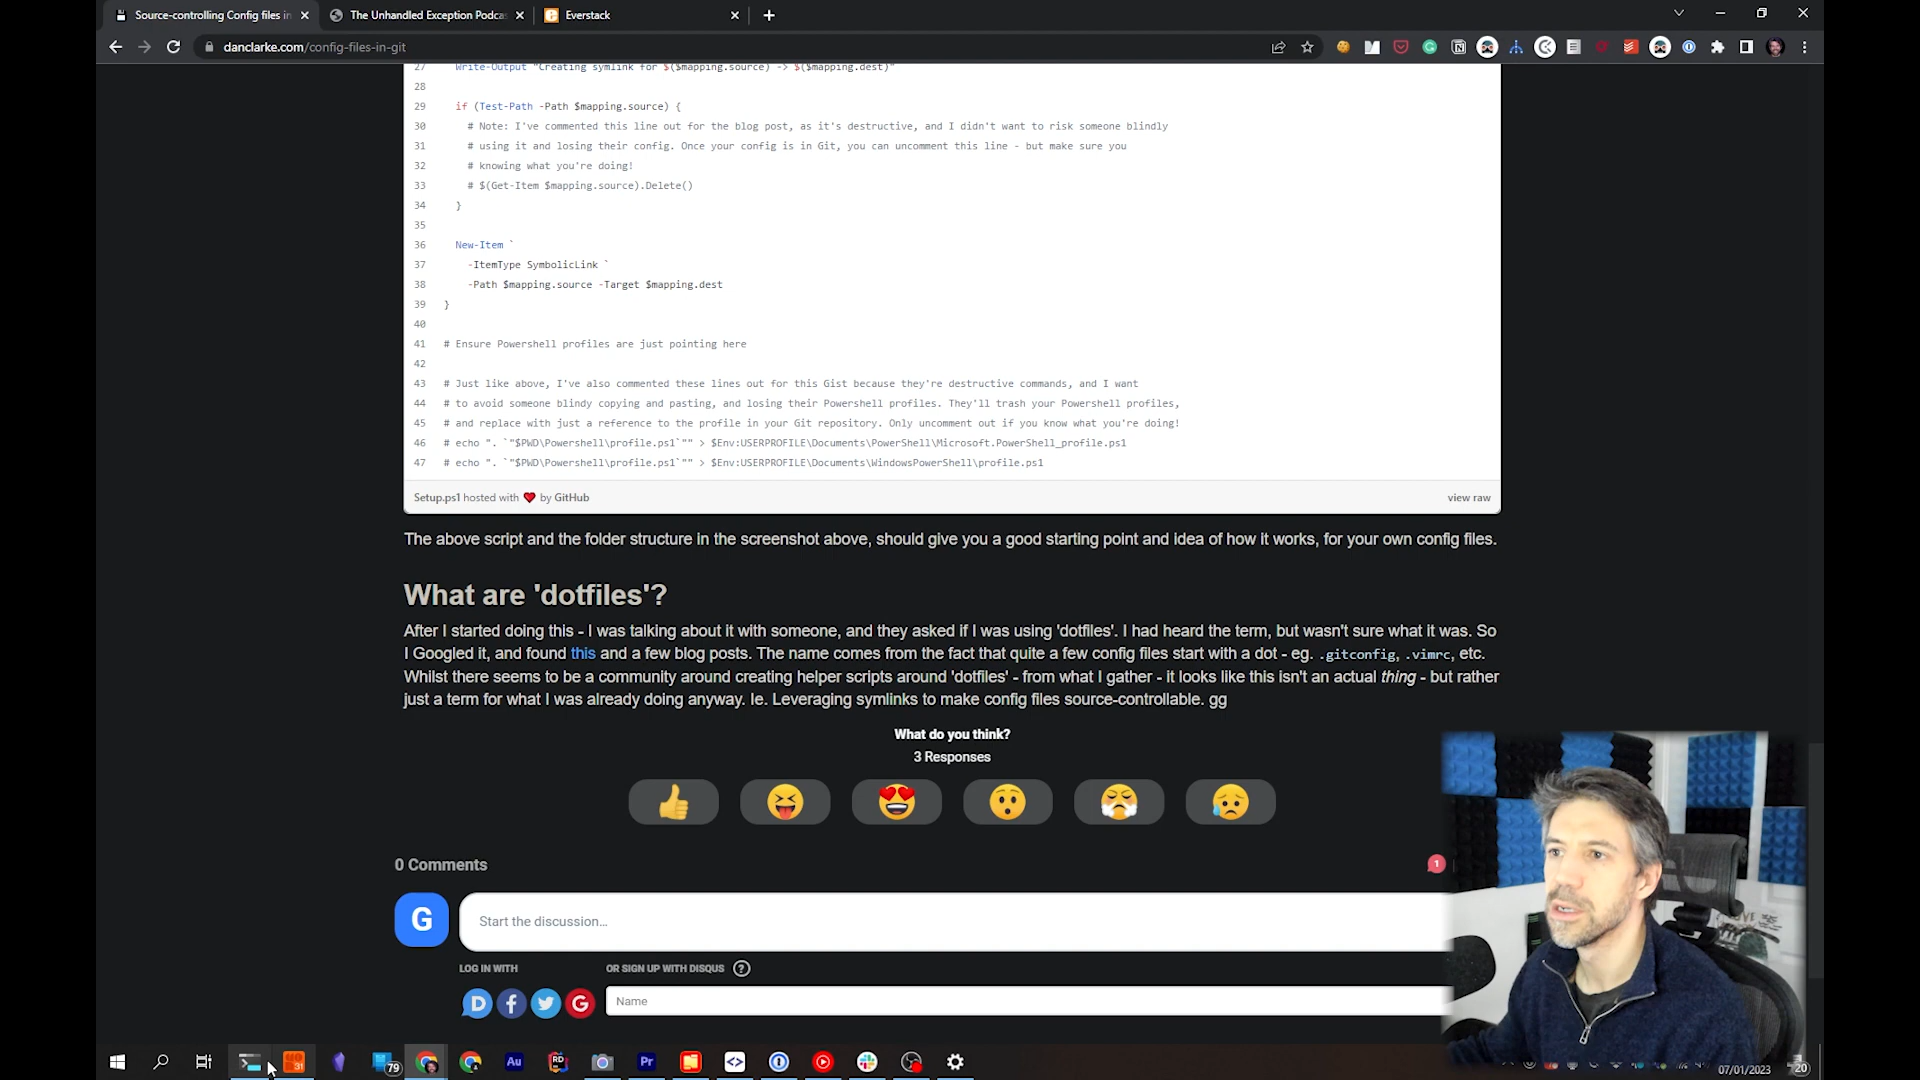 Source-controlling Config files in
The Unhandled Exception Podca
Everstack
danclarke.com/config-files-in-git
27 Write-Output "Creating symlink for $($mapping.source) -> $($mapping.dest)"
28
29 if (Test-Path -Path $mapping.source) {
30 # Note: I've commented this line out for the blog post, as it's destructive, and I didn't want to risk someone blindly
31 # using it and losing their config. Once your config is in Git, you can uncomment this line - but make sure you
32 # knowing what you're doing!
33 # $(Get-Item $mapping.source).Delete()
34 }
35
36 New-Item `
37 -ItemType SymbolicLink `
38 -Path $mapping.source -Target $mapping.dest
39 }
40
41 # Ensure Powershell profiles are just pointing here
42
43 # Just like above, I've also commented these lines out for this Gist because they're destructive commands, and I want
44 # to avoid someone blindy copying and pasting, and losing their Powershell profiles. They'll trash your Powershell profiles,
45 # and replace with just a reference to the profile in your Git repository. Only uncomment out if you know what you're doing!
46 # echo ". `"$PWD\Powershell\profile.ps1`"" > $Env:USERPROFILE\Documents\PowerShell\Microsoft.PowerShell_profile.ps1
47 # echo ". `"$PWD\Powershell\profile.ps1`"" > $Env:USERPROFILE\Documents\WindowsPowerShell\profile.ps1
Setup.ps1 hosted with ❤ by GitHub view raw
The above script and the folder structure in the screenshot above, should give you a good starting point and idea of how it works, for your own config files.
What are 'dotfiles'?
After I started doing this - I was talking about it with someone, and they asked if I was using 'dotfiles'. I had heard the term, but wasn't sure what it was. So
I Googled it, and found this and a few blog posts. The name comes from the fact that quite a few config files start with a dot - eg. .gitconfig, .vimrc, etc.
Whilst there seems to be a community around creating helper scripts around 'dotfiles' - from what I gather - it looks like this isn't an actual thing - but rather
just a term for what I was already doing anyway. Ie. Leveraging symlinks to make config files source-controllable. gg
What do you think?
3 Responses
0 Comments
1
G
Start the discussion…
LOG IN WITH
OR SIGN UP WITH DISQUS ?
Name
31
79
Au
RD
Pr
07/01/2023
20